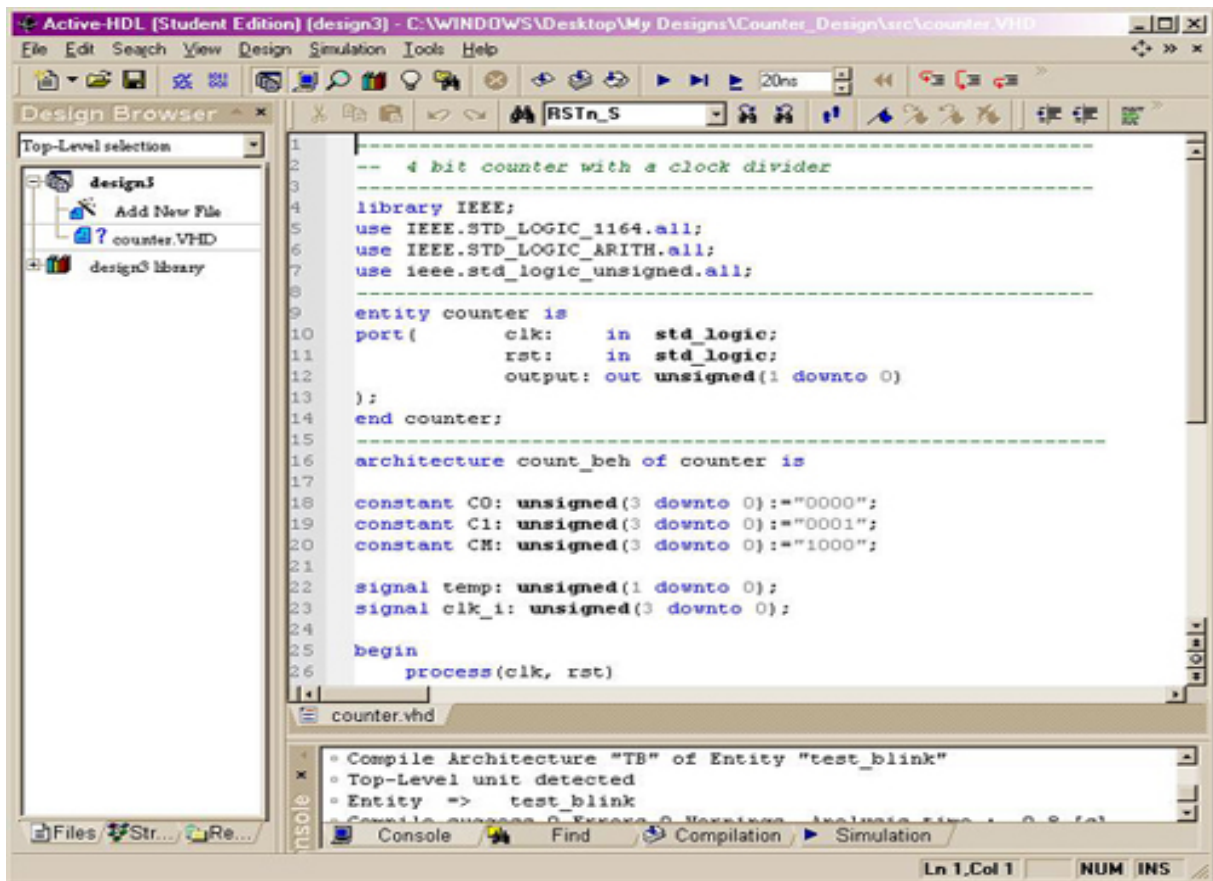 Active-HDL (Student Edition) (design3) - C:\WINDOWS\Desktop\My Designs\Counter_Design\src\counter.VHD
File Edit Search View Design Simulation Tools Help
20ns
Design Browser
RSTn_S
Top-Level selection
design3
Add New File
? counter.VHD
design3 library
1 ------------------------------------------------------------
2 -- 4 bit counter with a clock divider
3 ------------------------------------------------------------
4 library IEEE;
5 use IEEE.STD_LOGIC_1164.all;
6 use IEEE.STD_LOGIC_ARITH.all;
7 use ieee.std_logic_unsigned.all;
8 ------------------------------------------------------------
9 entity counter is
10 port( clk: in std_logic;
11 rst: in std_logic;
12 output: out unsigned(1 downto 0)
13 );
14 end counter;
15 -------------------------------------------------------------
16 architecture count_beh of counter is
17
18 constant C0: unsigned(3 downto 0):="0000";
19 constant C1: unsigned(3 downto 0):="0001";
20 constant CM: unsigned(3 downto 0):="1000";
21
22 signal temp: unsigned(1 downto 0);
23 signal clk_i: unsigned(3 downto 0);
24
25 begin
26 process(clk, rst)
counter.vhd
Compile Architecture "TB" of Entity "test_blink"
Top-Level unit detected
Entity => test_blink
Compile success 0 Errors 0 Warnings Analysis time :
Files Str... Re...
Console Find Compilation Simulation
Ln 1,Col 1 NUM INS